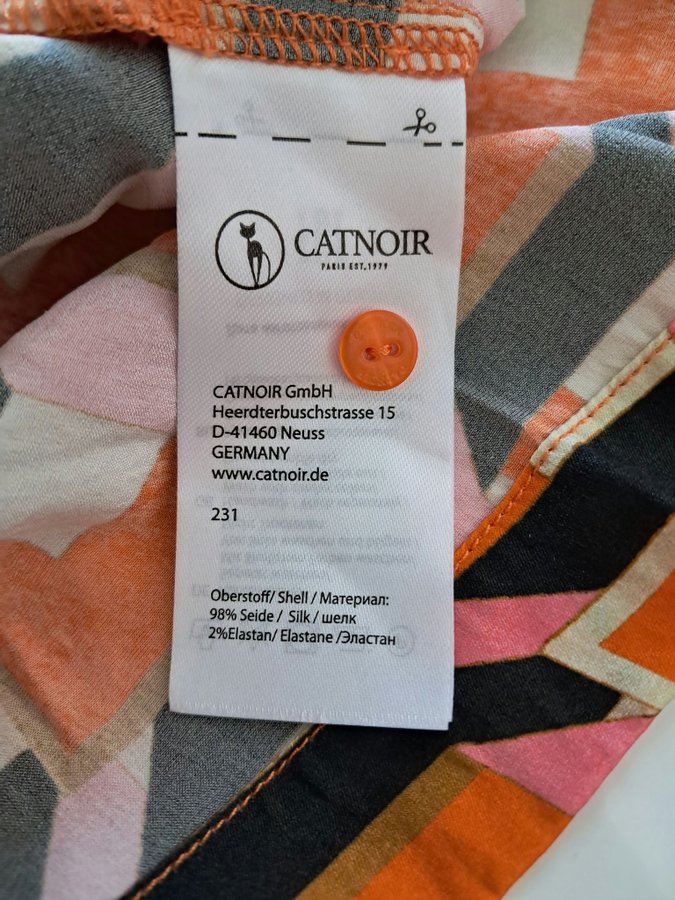 CATNOIR
PARIS EST.1979
CATNOIR GmbH
Heerdterbuschstrasse 15
D-41460 Neuss
GERMANY
www.catnoir.de
231
Oberstoff/ Shell / Материал:
98% Seide / Silk / шелк
2%Elastan/ Elastane /Эластан